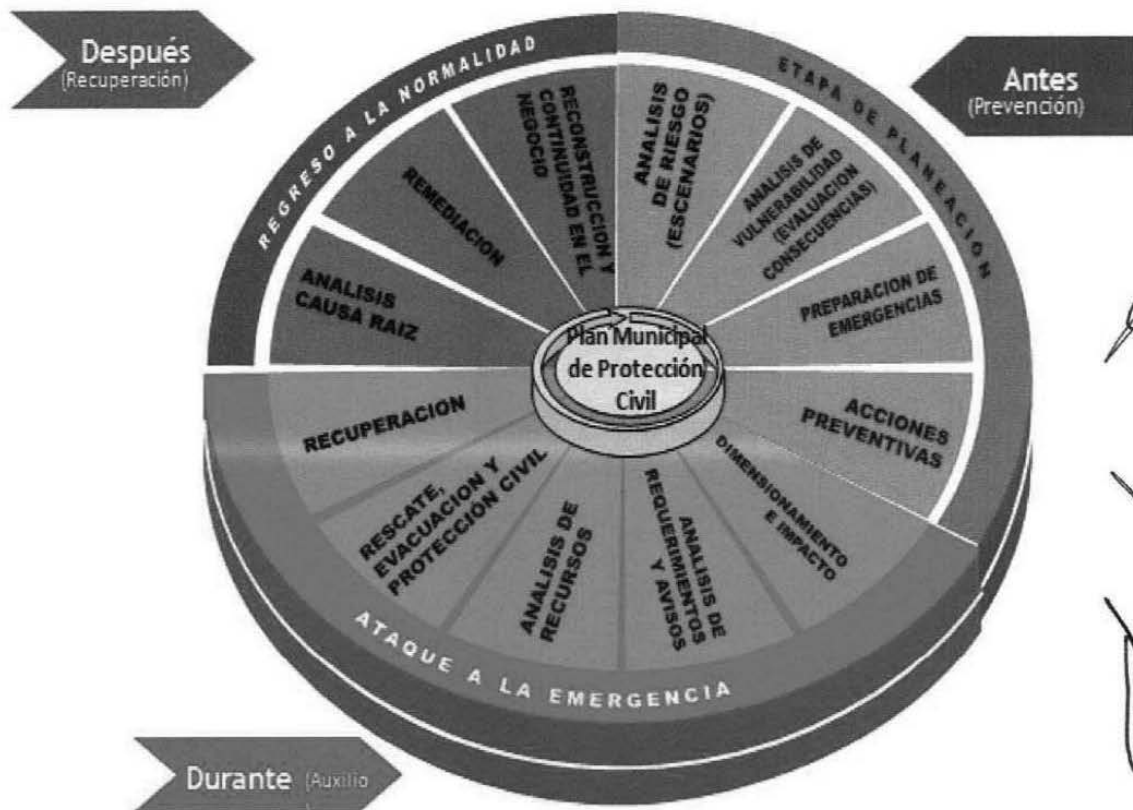 Después
(Recuperación)
Antes
(Prevención)
REGRESO A LA NORMALIDAD
ETAPA DE PLANEACIÓN
ATAQUE A LA EMERGENCIA
RECONSTRUCCION Y
CONTINUIDAD EN EL
NEGOCIO
ANALISIS
DE RIESGO
(ESCENARIOS)
ANALISIS DE
VULNERABILIDAD
(EVALUACION
CONSECUENCIAS)
PREPARACION DE
EMERGENCIAS
ACCIONES
PREVENTIVAS
DIMENSIONAMIENTO
E IMPACTO
ANALISIS DE
REQUERIMIENTOS
Y AVISOS
ANALISIS DE
RECURSOS
RESCATE,
EVACUACION Y
PROTECCIÓN CIVIL
RECUPERACION
ANALISIS
CAUSA RAIZ
REMEDIACION
Plan Municipal
de Protección
Civil
Durante (Auxilio